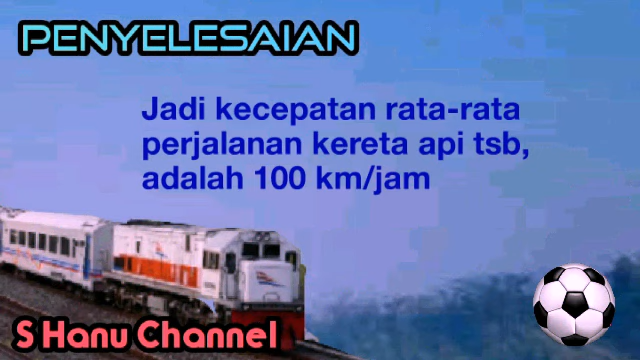 PENYELESAIAN
Jadi kecepatan rata-rata
perjalanan kereta api tsb,
adalah 100 km/jam
S Hanu Channel